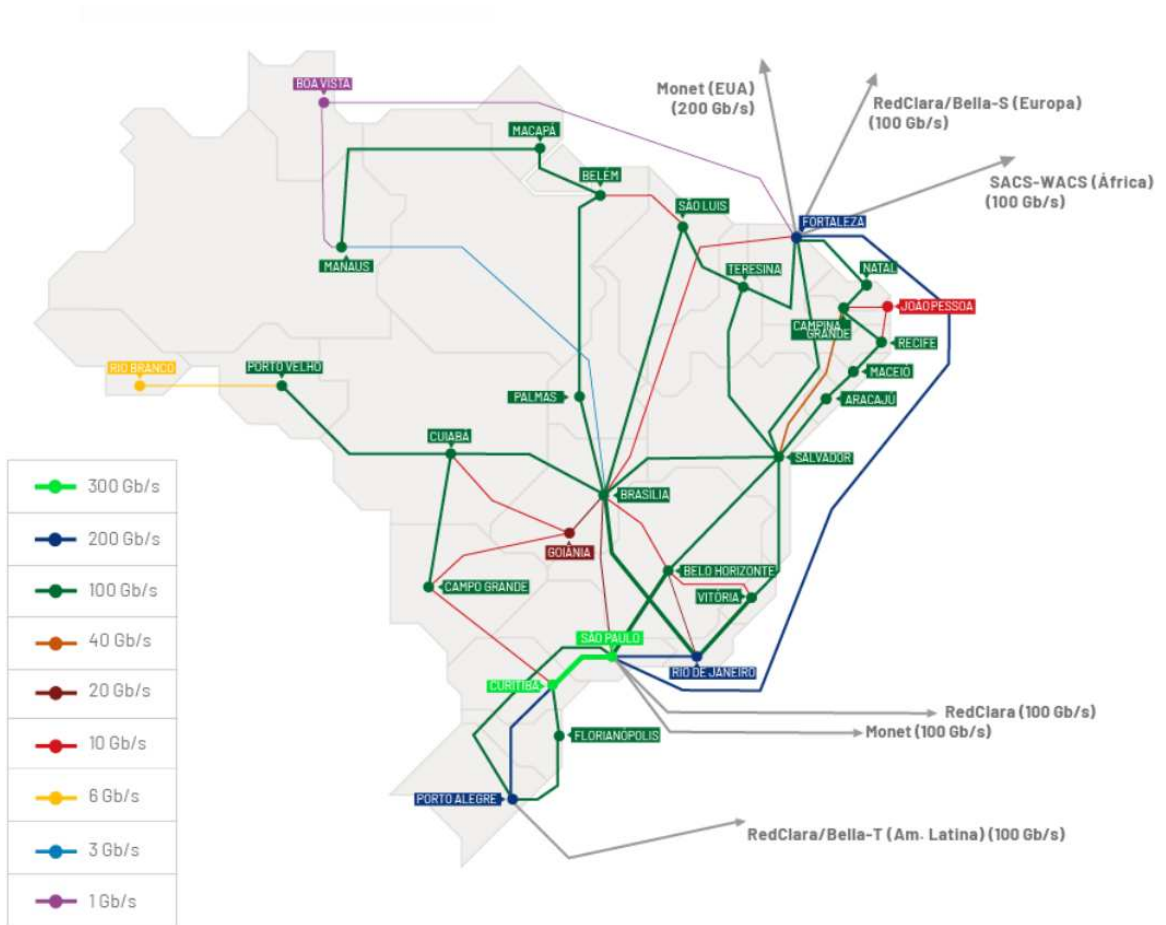 BOA VISTA
Monet (EUA)
(200 Gb/s)
RedClara/Bella-S (Europa)
(100 Gb/s)
MACAPÁ
BELÉM
SACS-WACS (África)
(100 Gb/s)
SÃO LUIS
FORTALEZA
MANAUS
TERESINA
NATAL
JOÃO PESSOA
CAMPINA
GRANDE
RECIFE
RIO BRANCO
PORTO VELHO
MACEIÓ
PALMAS
ARACAJÚ
CUIABÁ
SALVADOR
300 Gb/s
BRASÍLIA
200 Gb/s
GOIÂNIA
BELO HORIZONTE
100 Gb/s
CAMPO GRANDE
VITÓRIA
40 Gb/s
SÃO PAULO
RIO DE JANEIRO
20 Gb/s
CURITIBA
RedClara (100 Gb/s)
Monet (100 Gb/s)
10 Gb/s
FLORIANÓPOLIS
6 Gb/s
PORTO ALEGRE
RedClara/Bella-T (Am. Latina) (100 Gb/s)
3 Gb/s
1 Gb/s